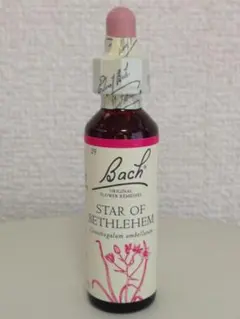 29
Bach
ORIGINAL
FLOWER REMEDIES
STAR OF
BETHLEHEM
Ornithogalum umbellatum